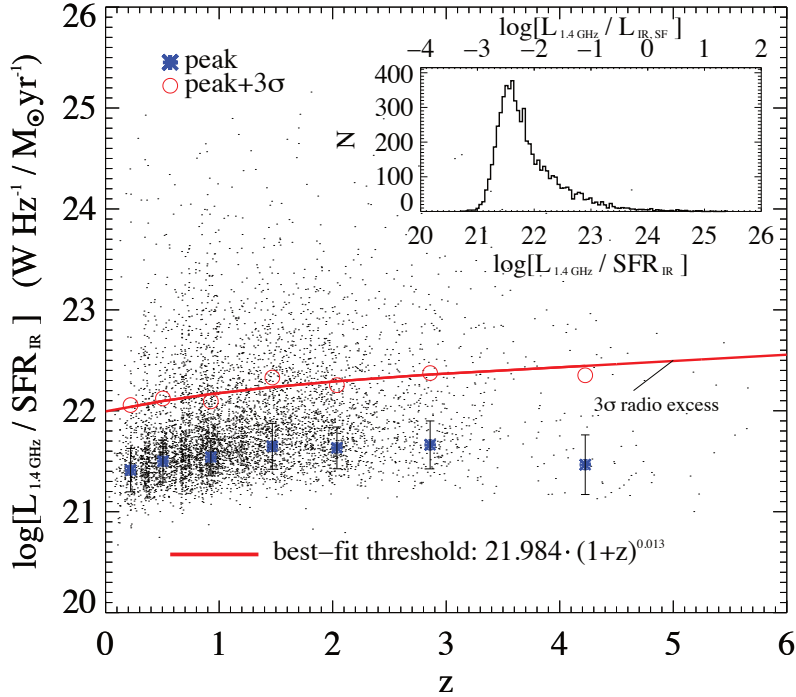 log[L1.4 GHz / LIR, SF]
−4 −3 −2 −1 0 1 2
peak
peak+3σ
N
400
300
200
100
0
20 21 22 23 24 25 26
log[L1.4 GHz / SFRIR]
log[L1.4 GHz / SFRIR] (W Hz-1 / M⊙yr-1)
26
25
24
23
22
21
20
3σ radio excess
best−fit threshold: 21.984· (1+z)0.013
0 1 2 3 4 5 6
z